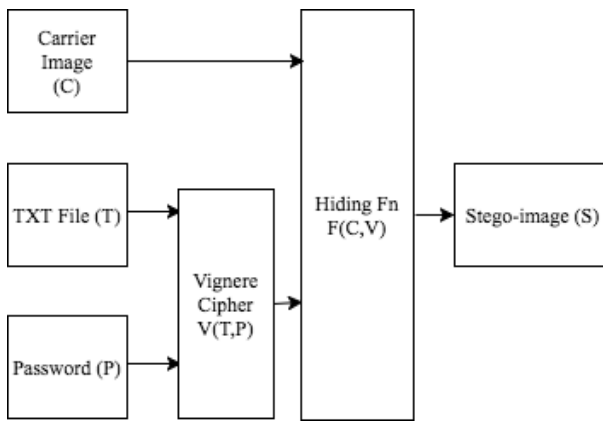 Carrier
Image
(C)
TXT File (T)
Password (P)
Vignere
Cipher
V(T,P)
Hiding Fn
F(C,V)
Stego-image (S)